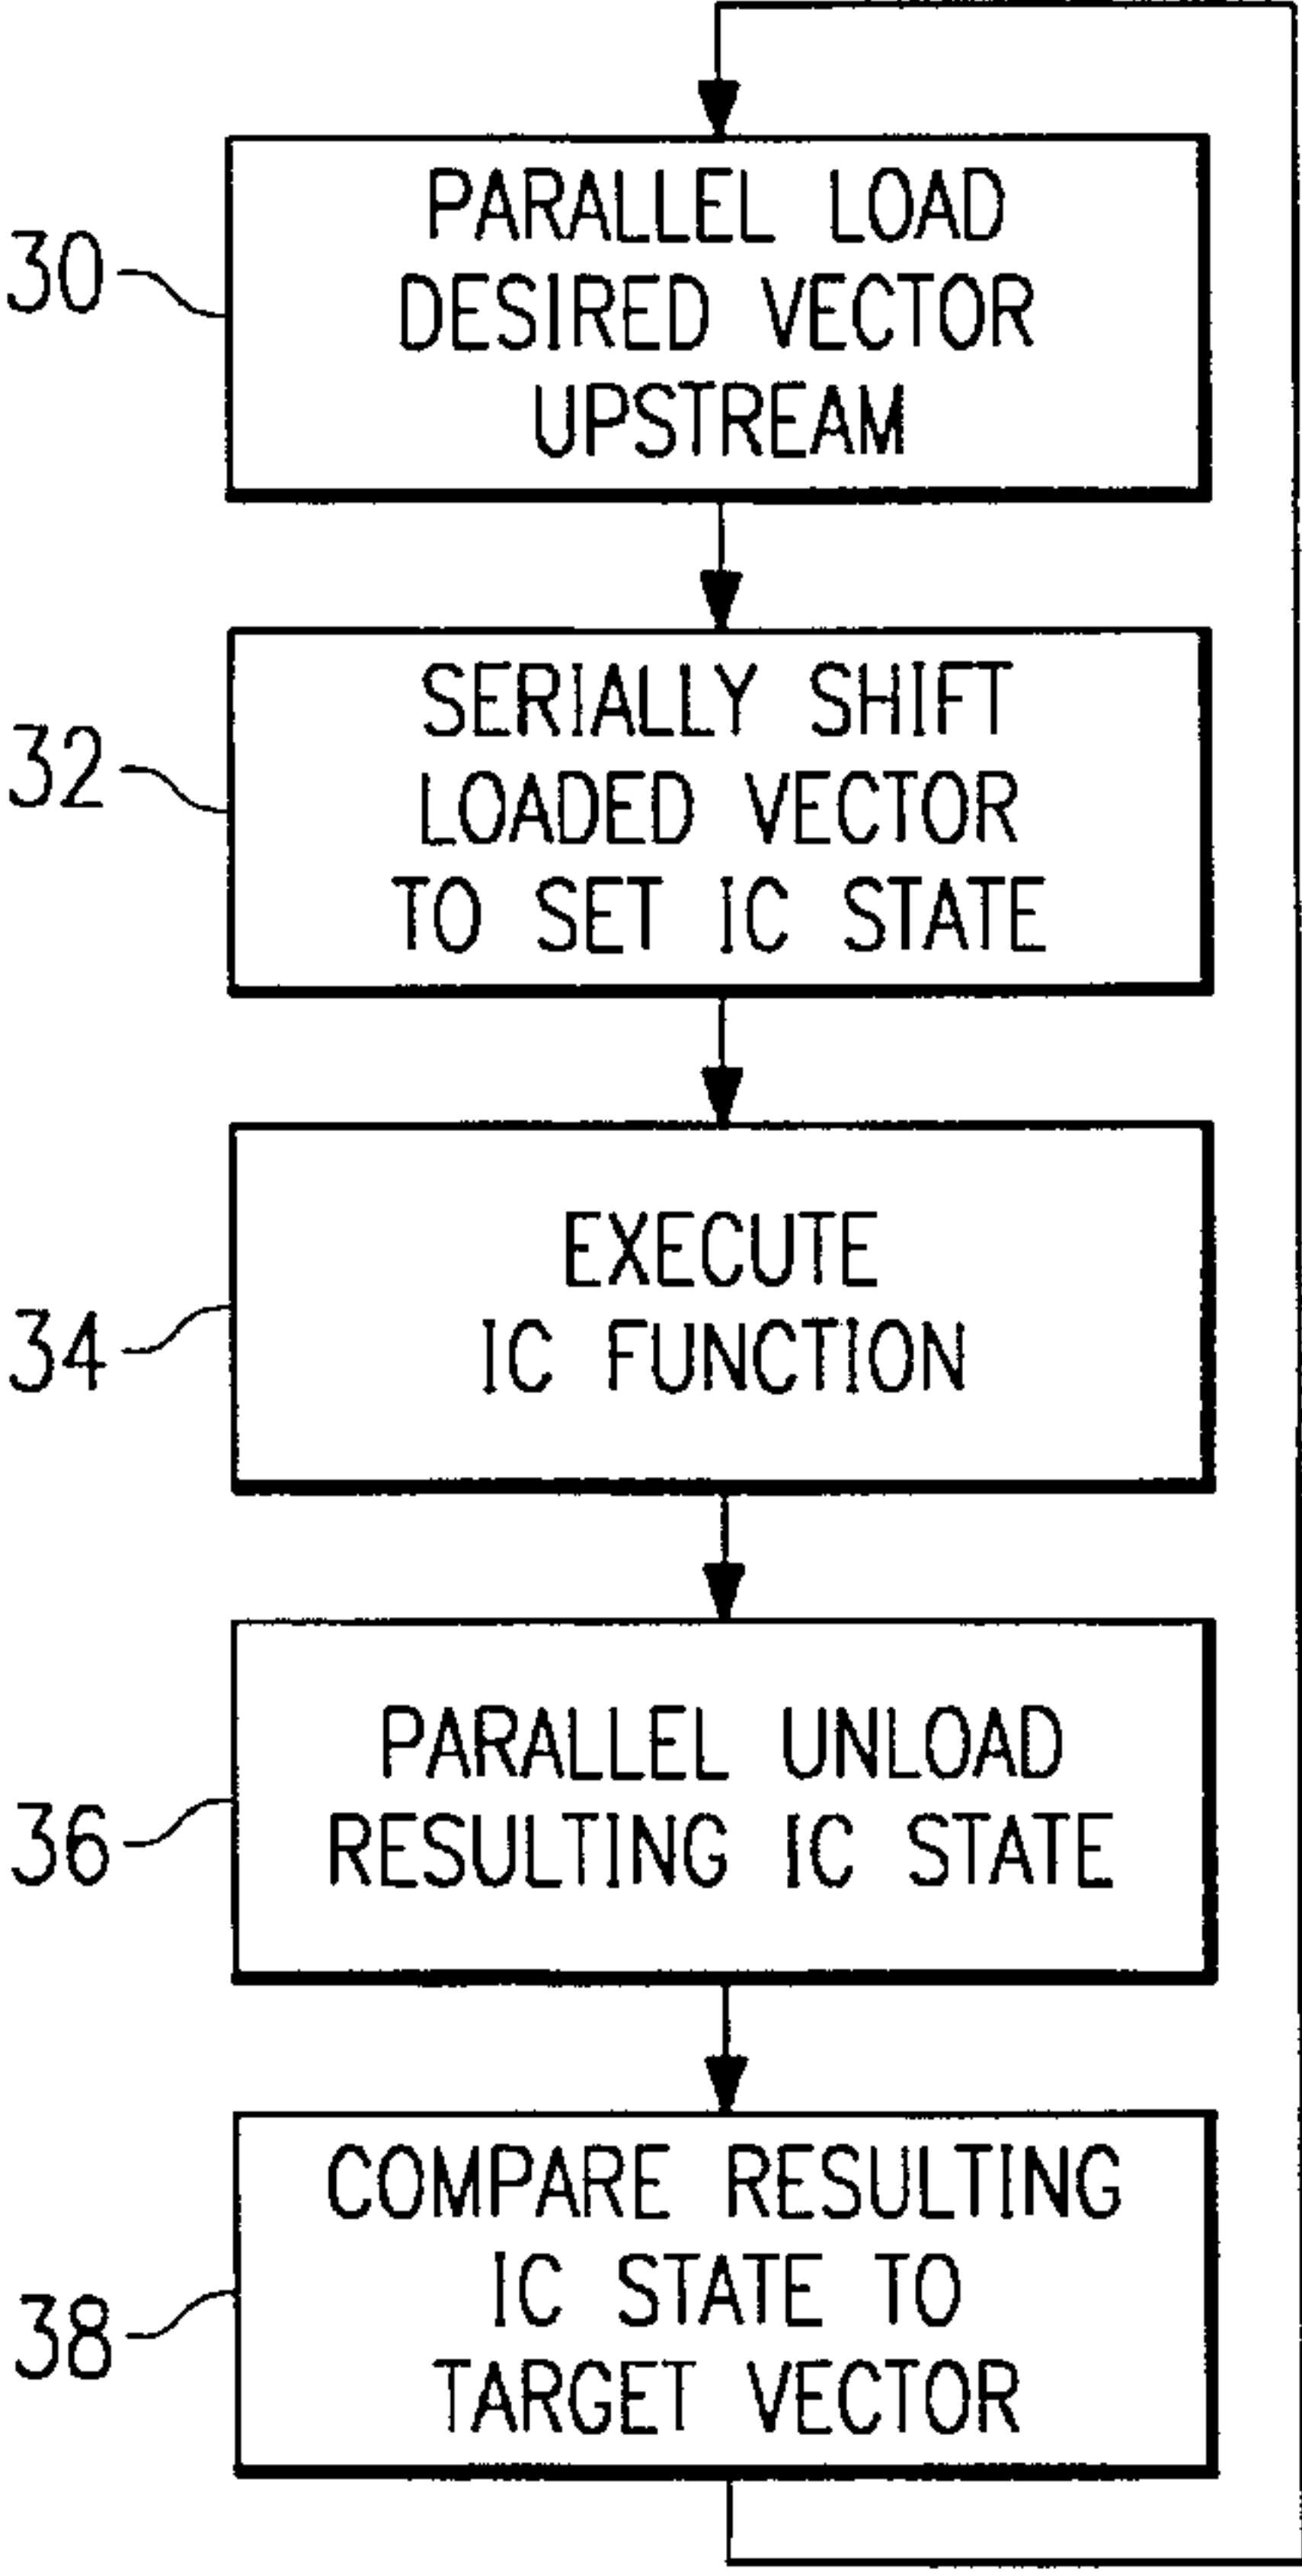 PARALLEL LOAD
DESIRED VECTOR
UPSTREAM
30
SERIALLY SHIFT
LOADED VECTOR
TO SET IC STATE
32
EXECUTE
IC FUNCTION
34
PARALLEL UNLOAD
RESULTING IC STATE
36
COMPARE RESULTING
IC STATE TO
TARGET VECTOR
38